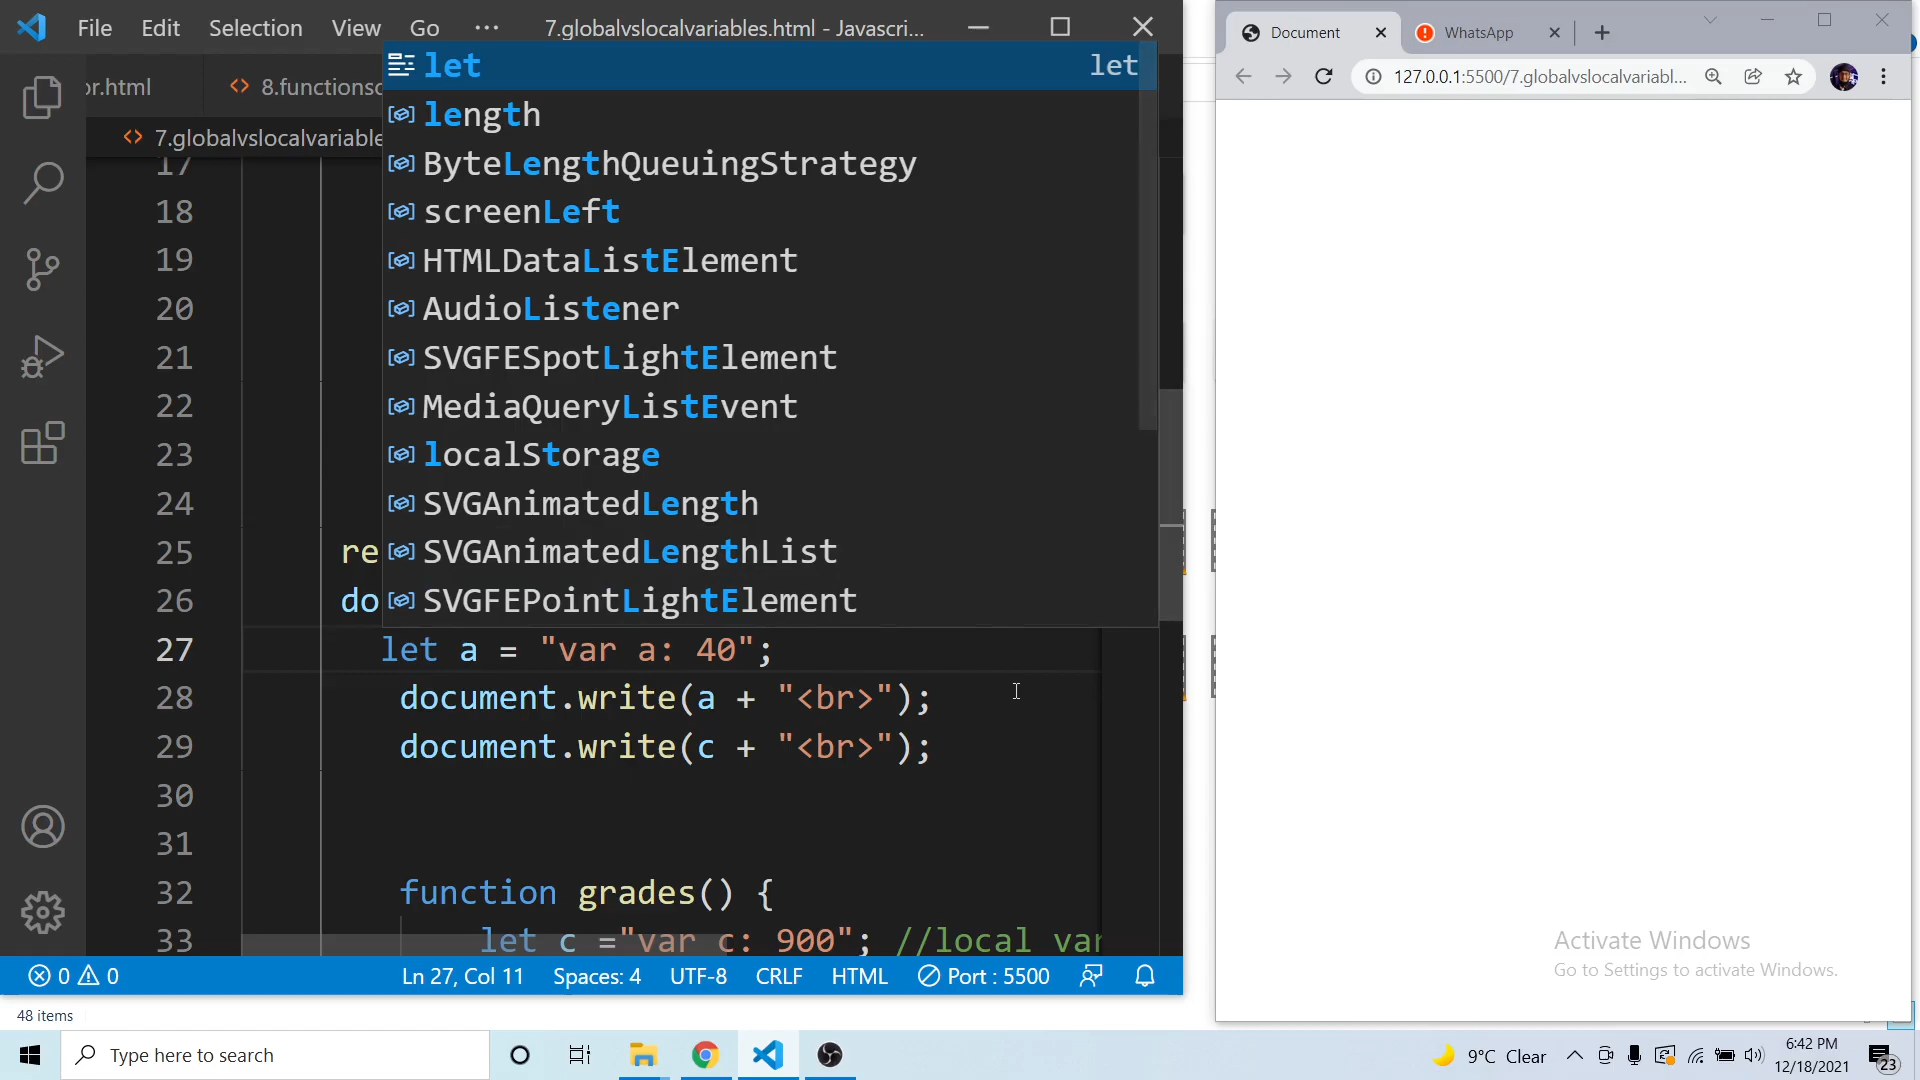 File Edit Selection View Go ··· 7.globalvslocalvariables.html - Javascri...
or.html <> 8.functionsc
<> 7.globalvslocalvariable
let let
length
ByteLengthQueuingStrategy
screenLeft
HTMLDataListElement
AudioListener
SVGFESpotLightElement
MediaQueryListEvent
localStorage
SVGAnimatedLength
SVGAnimatedLengthList
SVGFEPointLightElement
17
18
19
20
21
22
23
24
25 re
26 do
27 let a = "var a: 40";
28 document.write(a + "<br>");
29 document.write(c + "<br>");
30
31
32 function grades() {
33 let c ="var c: 900"; //local var
0 0 Ln 27, Col 11 Spaces: 4 UTF-8 CRLF HTML Port : 5500
48 items
Document WhatsApp
127.0.0.1:5500/7.globalvslocalvariabl...
Activate Windows
Go to Settings to activate Windows.
Type here to search
9°C Clear
6:42 PM
12/18/2021
23